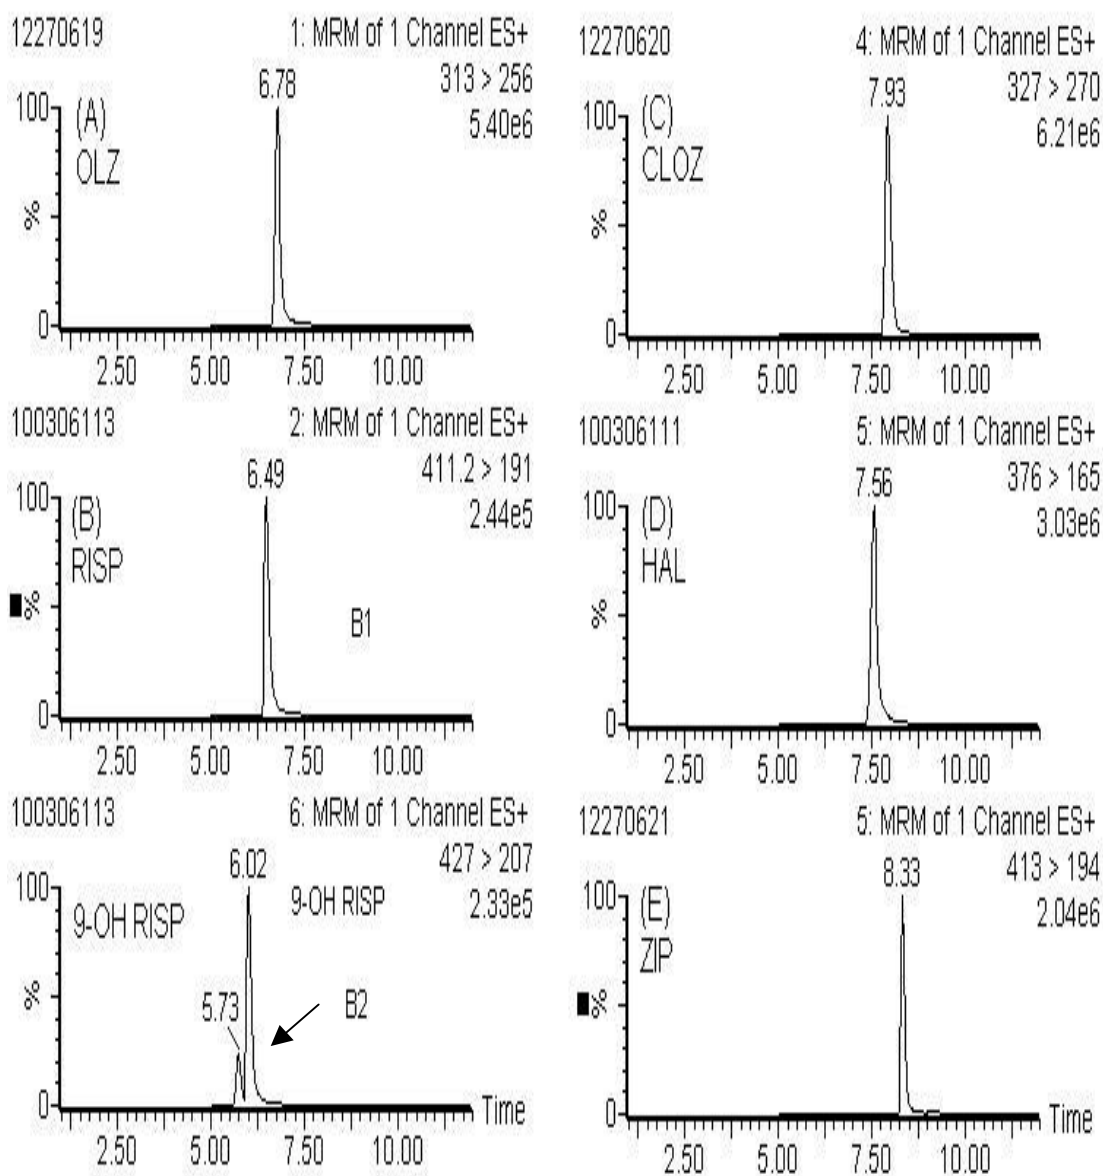 12270619 1: MRM of 1 Channel ES+
313 > 256
5.40e6
6.78
100
(A)
OLZ
%
0
2.50 5.00 7.50 10.00
100306113 2: MRM of 1 Channel ES+
411.2 > 191
2.44e5
6.49
100
(B)
RISP
%
B1
0
2.50 5.00 7.50 10.00
100306113 6: MRM of 1 Channel ES+
427 > 207
2.33e5
6.02
100
9-OH RISP
9-OH RISP
%
5.73
B2
0
Time
2.50 5.00 7.50 10.00
12270620 4: MRM of 1 Channel ES+
327 > 270
6.21e6
7.93
100
(C)
CLOZ
%
0
2.50 5.00 7.50 10.00
100306111 5: MRM of 1 Channel ES+
376 > 165
3.03e6
7.56
100
(D)
HAL
%
0
2.50 5.00 7.50 10.00
12270621 5: MRM of 1 Channel ES+
413 > 194
2.04e6
8.33
100
(E)
ZIP
%
0
Time
2.50 5.00 7.50 10.00